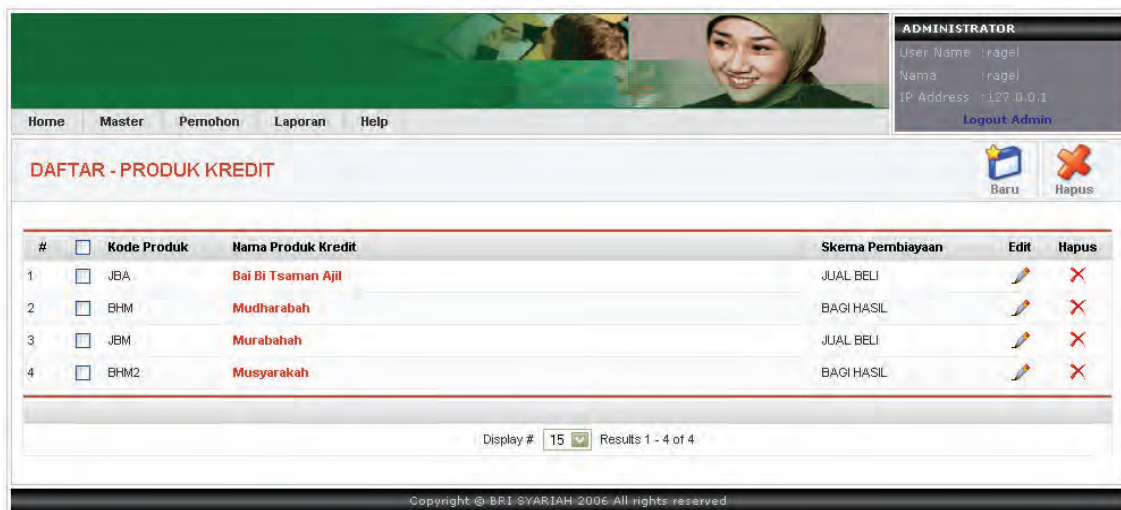 ADMINISTRATOR
User Name : ragel
Nama : ragel
IP Address : 127.0.0.1
Logout Admin
Home Master Pemohon Laporan Help
DAFTAR - PRODUK KREDIT
Baru Hapus
# Kode Produk Nama Produk Kredit Skema Pembiayaan Edit Hapus
1 JBA Bai Bi Tsaman Ajil JUAL BELI
2 BHM Mudharabah BAGI HASIL
3 JBM Murabahah JUAL BELI
4 BHM2 Musyarakah BAGI HASIL
Display # 15 Results 1 - 4 of 4
Copyright © BRI SYARIAH 2006 All rights reserved